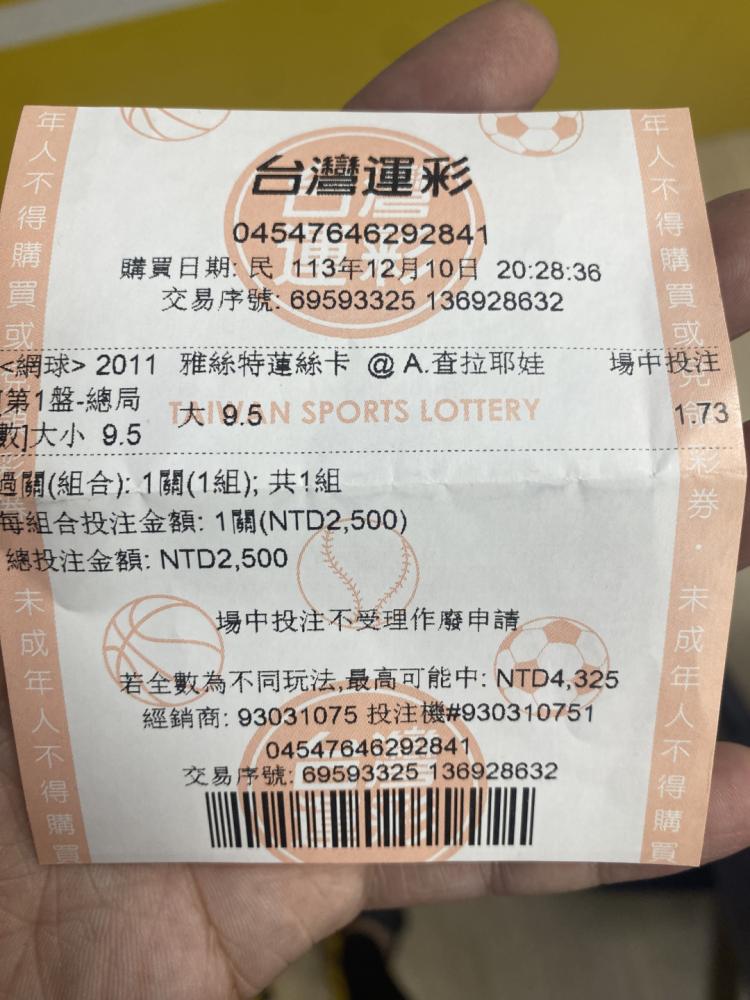 台灣運彩
04547646292841
購買日期: 民 113年12月10日 20:28:36
交易序號: 69593325 136928632
<網球> 2011 雅絲特蓮絲卡 @ A.查拉耶娃 場中投注
[第1盤-總局 大 9.5 1.73
數]大小 9.5
TAIWAN SPORTS LOTTERY
過關(組合): 1關(1組); 共1組
每組合投注金額: 1關(NTD2,500)
總投注金額: NTD2,500
場中投注不受理作廢申請
若全數為不同玩法,最高可能中: NTD4,325
經銷商: 93031075 投注機#930310751
04547646292841
交易序號: 69593325 136928632
年人不得購買或兌
彩券
未成年人不得購買
年人不得購買或兌
彩券・未成年人不得購買